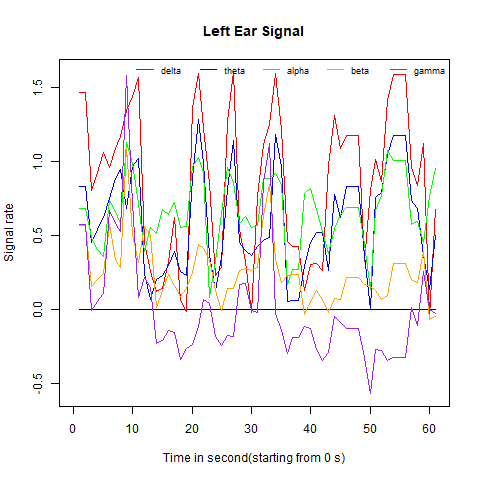 Left Ear Signal
delta theta alpha beta gamma
1.5
1.0
0.5
0.0
-0.5
Signal rate
0 10 20 30 40 50 60
Time in second(starting from 0 s)